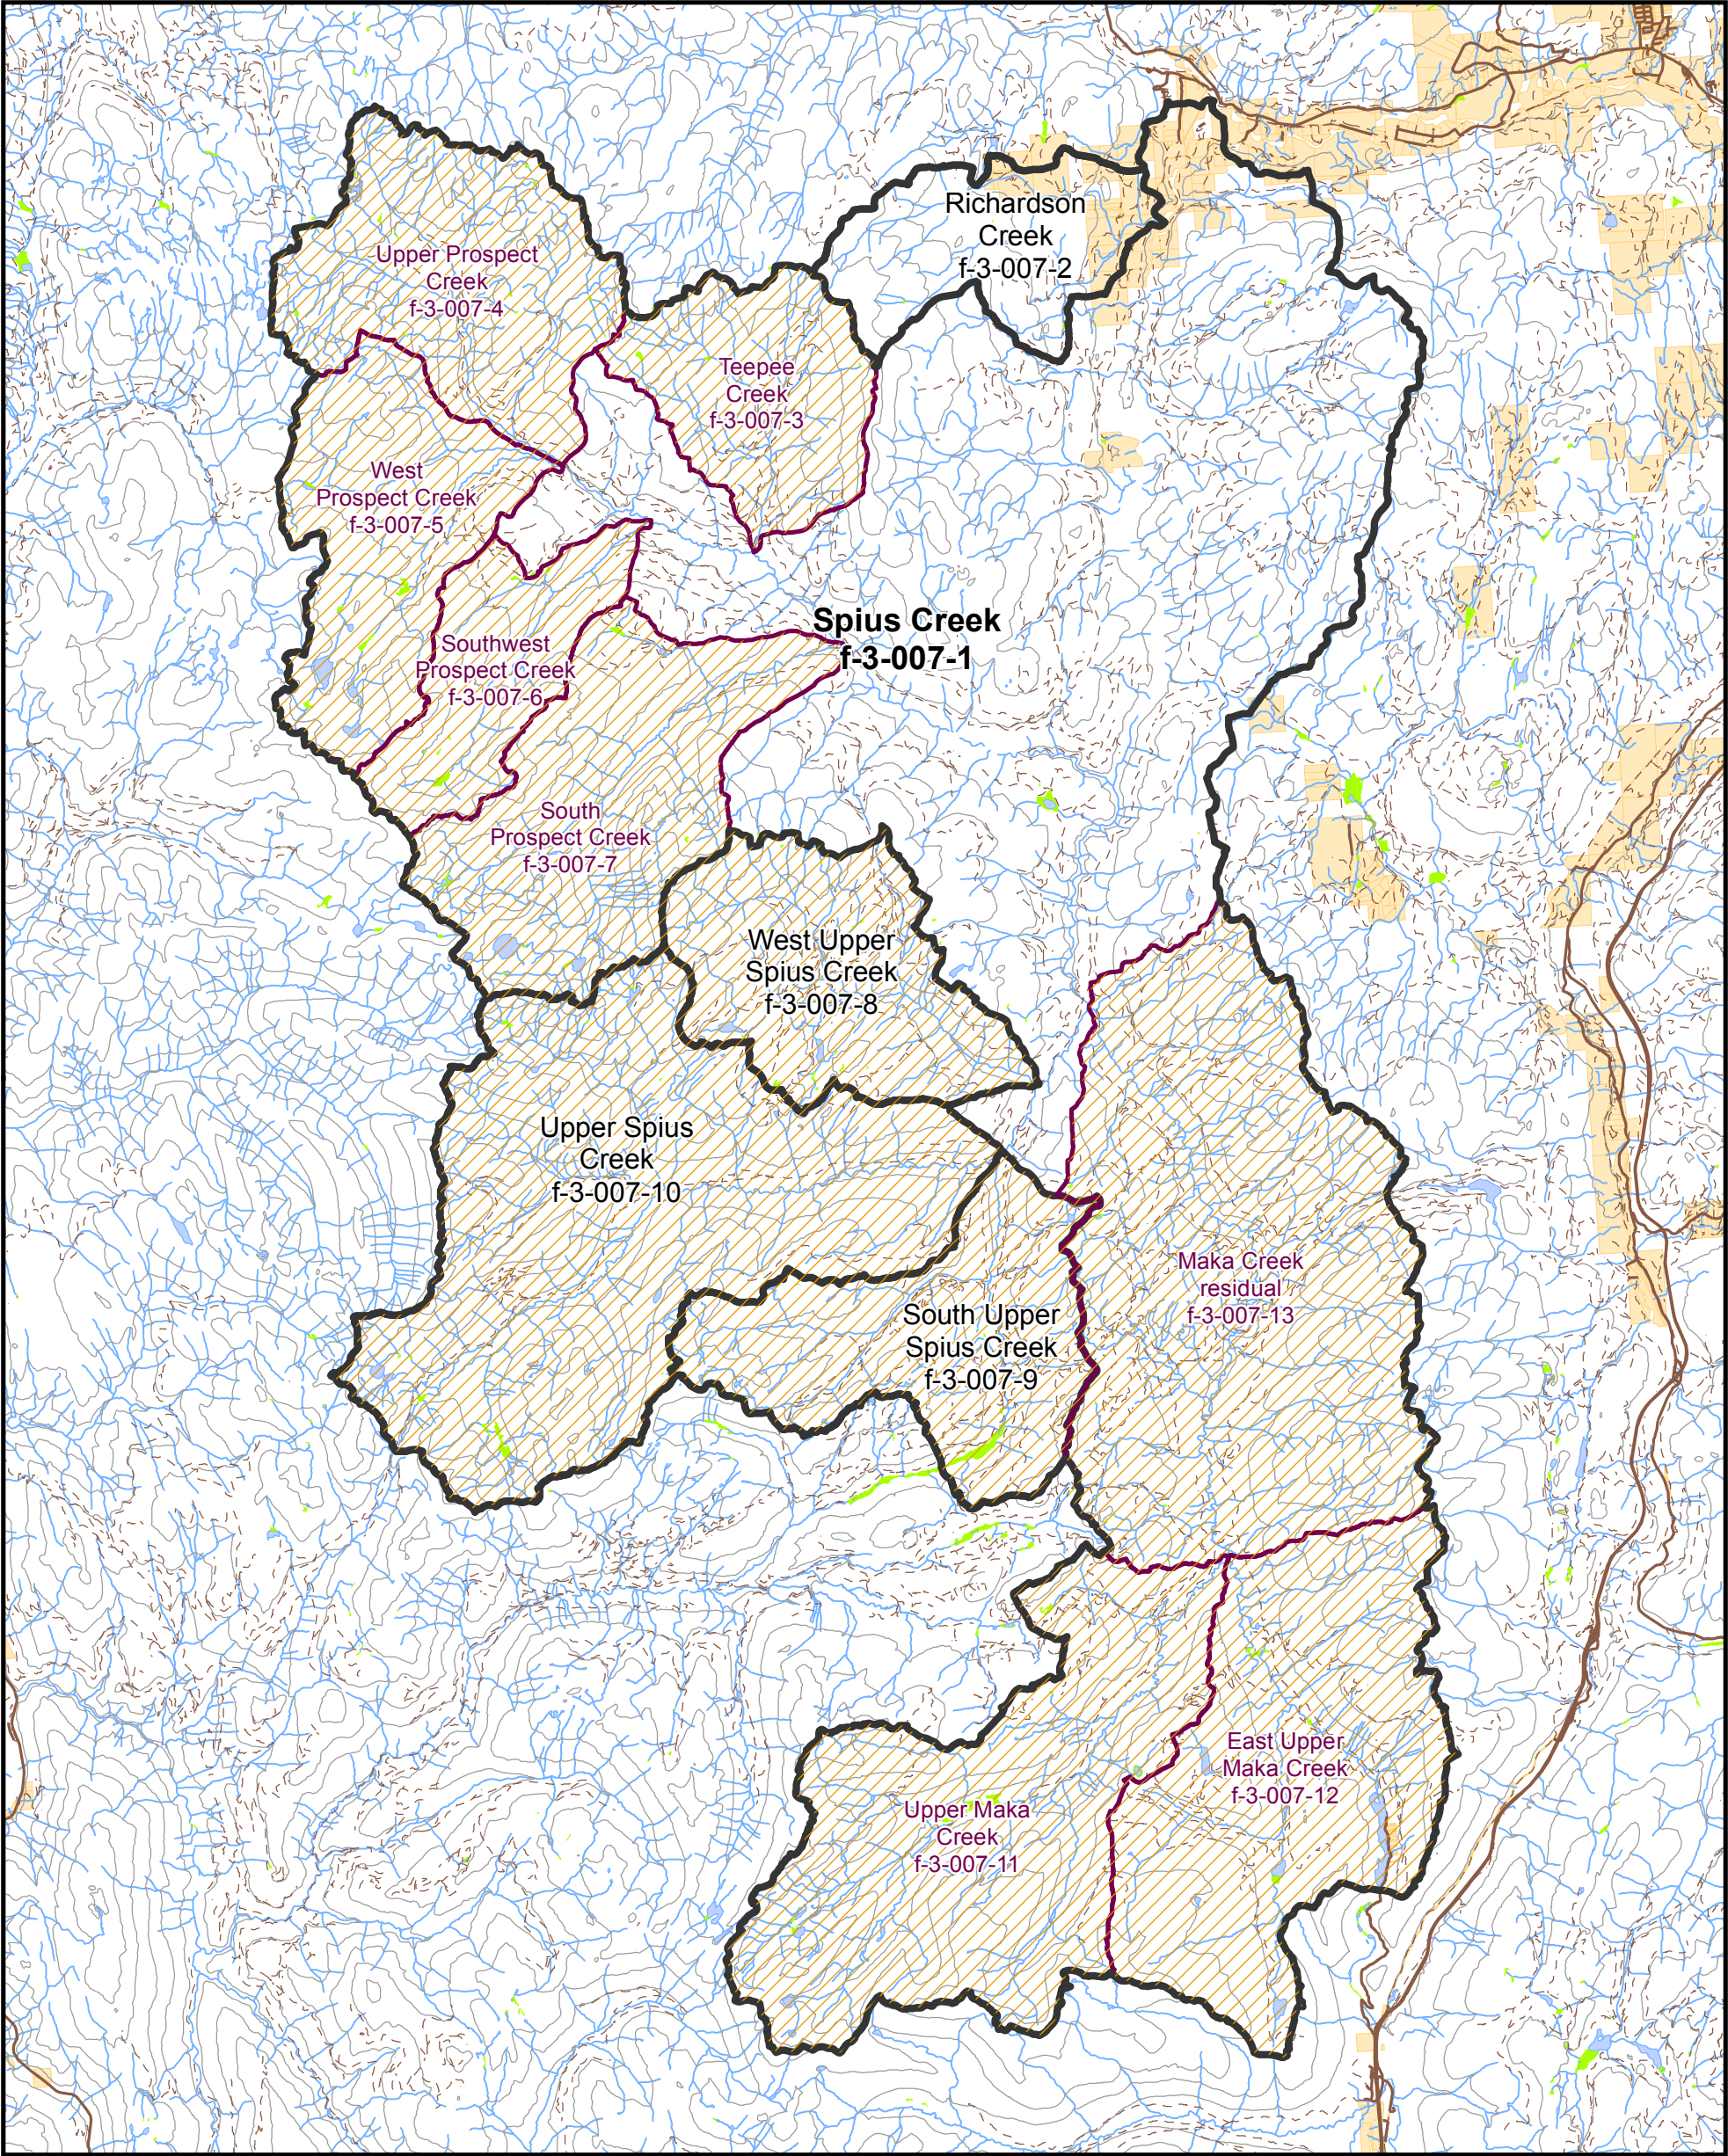 Richardson
Creek
f-3-007-2
Upper Prospect
Creek
f-3-007-4
Teepee
Creek
f-3-007-3
West
Prospect Creek
f-3-007-5
Spius Creek
f-3-007-1
Southwest
Prospect Creek
f-3-007-6
South
Prospect Creek
f-3-007-7
West Upper
Spius Creek
f-3-007-8
Upper Spius
Creek
f-3-007-10
Maka Creek
residual
f-3-007-13
South Upper
Spius Creek
f-3-007-9
East Upper
Maka Creek
f-3-007-12
Upper Maka
Creek
f-3-007-11